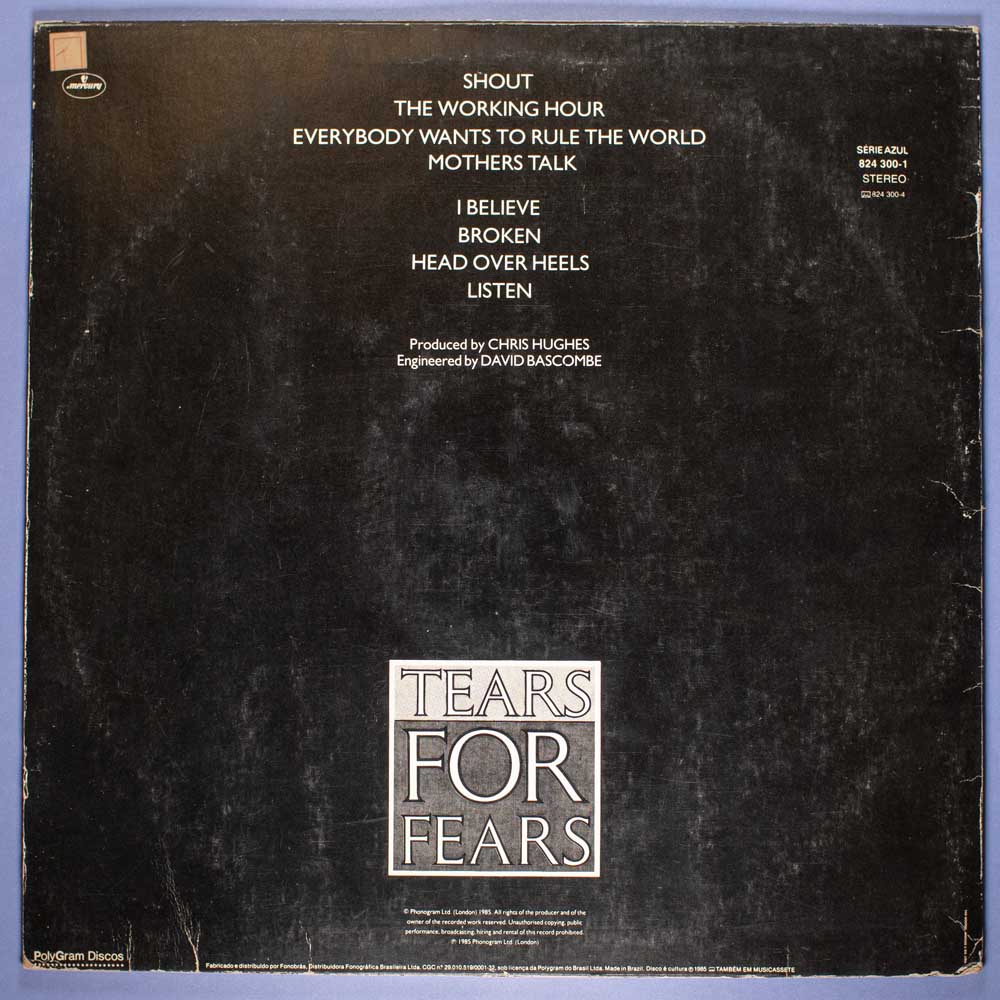 mercury
SHOUT
THE WORKING HOUR
EVERYBODY WANTS TO RULE THE WORLD
MOTHERS TALK
SÉRIE AZUL
824 300-1
STEREO
824 300-4
I BELIEVE
BROKEN
HEAD OVER HEELS
LISTEN
Produced by CHRIS HUGHES
Engineered by DAVID BASCOMBE
TEARS
FOR
FEARS
© Phonogram Ltd. (London) 1985. All rights of the producer and of the
owner of the recorded work reserved. Unauthorised copying, public
performance, broadcasting, hiring and rental of this record prohibited.
℗ 1985 Phonogram Ltd. (London)
PolyGram Discos
Fabricado e distribuído por Fonobrás, Distribuidora Fonográfica Brasileira Ltda. CGC nº 29.010.519/0001-32, sob licença da Polygram do Brasil Ltda. Made in Brazil. Disco é cultura ℗ 1985 TAMBÉM EM MUSICASSETE